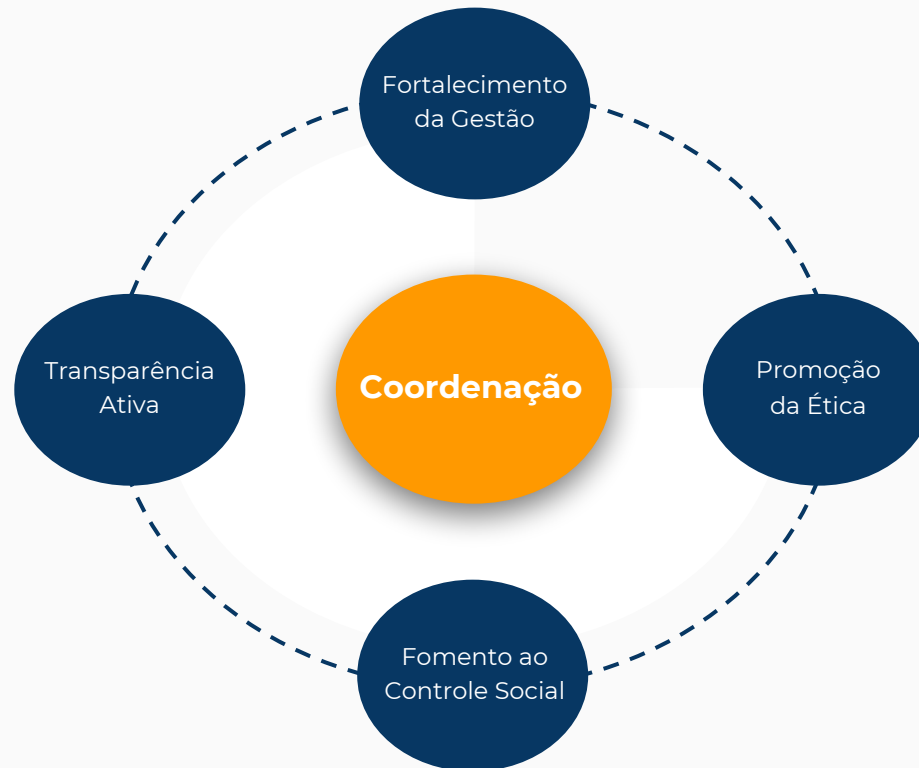 Fortalecimento
da Gestão
Transparência
Ativa
Coordenação
Promoção
da Ética
Fomento ao
Controle Social